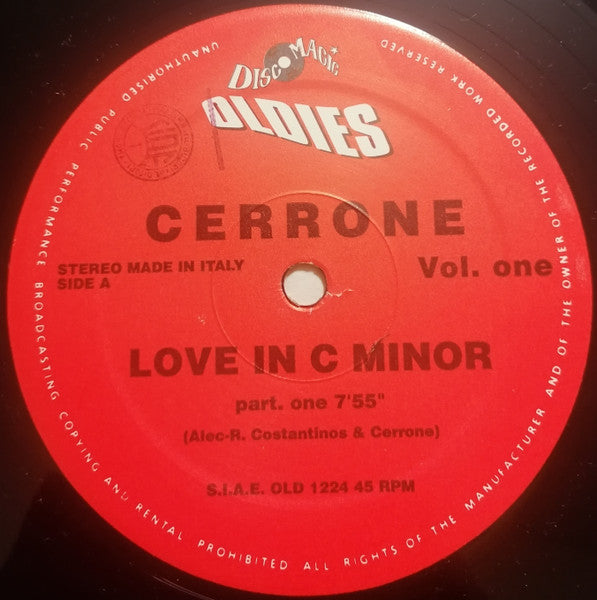 DISCOMAGIC
OLDIES
CERRONE
STEREO MADE IN ITALY
SIDE A
Vol. one
LOVE IN C MINOR
part. one 7'55"
(Alec-R. Costantinos & Cerrone)
S.I.A.E. OLD 1224 45 RPM
UNAUTHORISED PUBLIC PERFORMANCE BROADCASTING COPYING AND RENTAL PROHIBITED ALL RIGHTS OF THE MANUFACTURER AND OF THE OWNER OF THE RECORDED WORK RESERVED